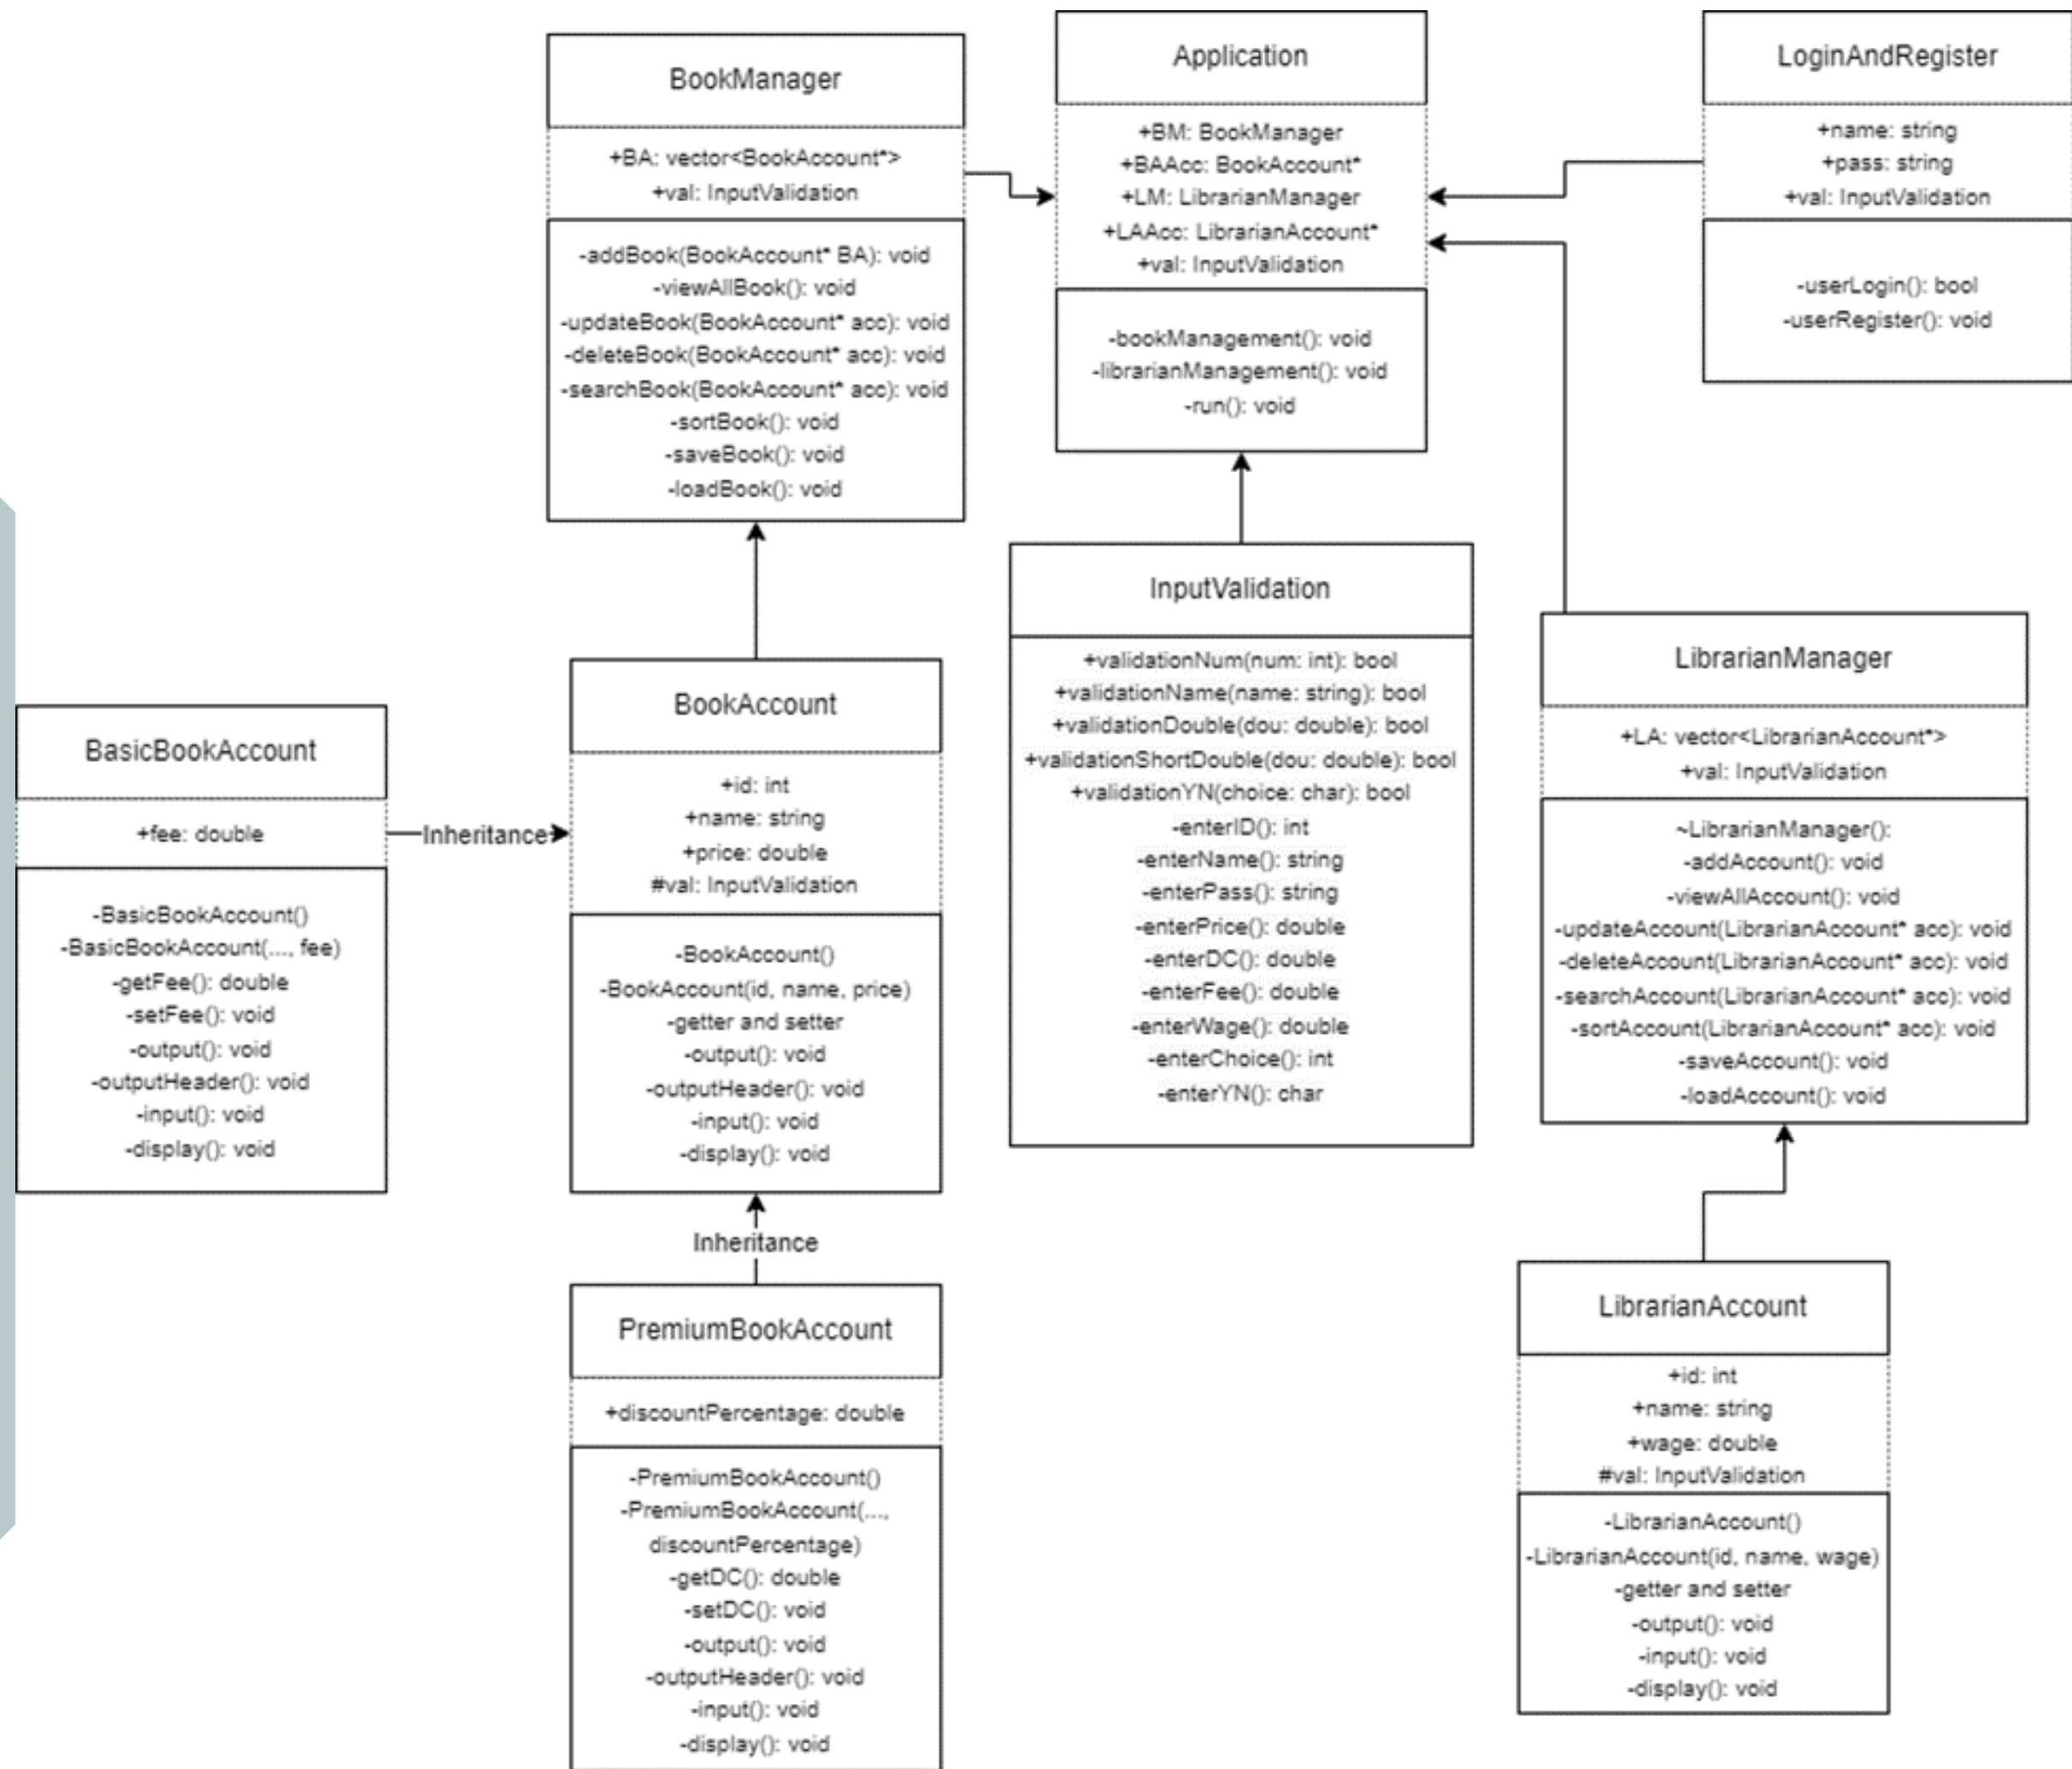 BookManager
+BA: vector<BookAccount*>
+val: InputValidation
-addBook(BookAccount* BA): void
-viewAllBook(): void
-updateBook(BookAccount* acc): void
-deleteBook(BookAccount* acc): void
-searchBook(BookAccount* acc): void
-sortBook(): void
-saveBook(): void
-loadBook(): void
Application
+BM: BookManager
+BAAcc: BookAccount*
+LM: LibrarianManager
+LAAcc: LibrarianAccount*
+val: InputValidation
-bookManagement(): void
-librarianManagement(): void
-run(): void
LoginAndRegister
+name: string
+pass: string
+val: InputValidation
-userLogin(): bool
-userRegister(): void
BasicBookAccount
+fee: double
-BasicBookAccount()
-BasicBookAccount(..., fee)
-getFee(): double
-setFee(): void
-output(): void
-outputHeader(): void
-input(): void
-display(): void
Inheritance
BookAccount
+id: int
+name: string
+price: double
#val: InputValidation
-BookAccount()
-BookAccount(id, name, price)
-getter and setter
-output(): void
-outputHeader(): void
-input(): void
-display(): void
InputValidation
+validationNum(num: int): bool
+validationName(name: string): bool
+validationDouble(dou: double): bool
+validationShortDouble(dou: double): bool
+validationYN(choice: char): bool
-enterID(): int
-enterName(): string
-enterPass(): string
-enterPrice(): double
-enterDC(): double
-enterFee(): double
-enterWage(): double
-enterChoice(): int
-enterYN(): char
LibrarianManager
+LA: vector<LibrarianAccount*>
+val: InputValidation
~LibrarianManager():
-addAccount(): void
-viewAllAccount(): void
-updateAccount(LibrarianAccount* acc): void
-deleteAccount(LibrarianAccount* acc): void
-searchAccount(LibrarianAccount* acc): void
-sortAccount(LibrarianAccount* acc): void
-saveAccount(): void
-loadAccount(): void
Inheritance
PremiumBookAccount
+discountPercentage: double
-PremiumBookAccount()
-PremiumBookAccount(...,
discountPercentage)
-getDC(): double
-setDC(): void
-output(): void
-outputHeader(): void
-input(): void
-display(): void
LibrarianAccount
+id: int
+name: string
+wage: double
#val: InputValidation
-LibrarianAccount()
-LibrarianAccount(id, name, wage)
-getter and setter
-output(): void
-input(): void
-display(): void